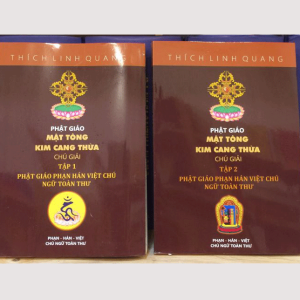 THÍCH LINH QUANG
PHẬT GIÁO
MẬT TÔNG
KIM CANG THỪA
CHÚ GIẢI
TẬP 1
PHẬT GIÁO PHẠN HÁN VIỆT CHÚ
NGỮ TOÀN THƯ
PHẠN - HÁN - VIỆT
CHÚ NGỮ TOÀN THƯ
THÍCH LINH QUANG
PHẬT GIÁO
MẬT TÔNG
KIM CANG THỪA
CHÚ GIẢI
TẬP 2
PHẬT GIÁO PHẠN HÁN VIỆT CHÚ
NGỮ TOÀN THƯ
PHẠN - HÁN - VIỆT
CHÚ NGỮ TOÀN THƯ